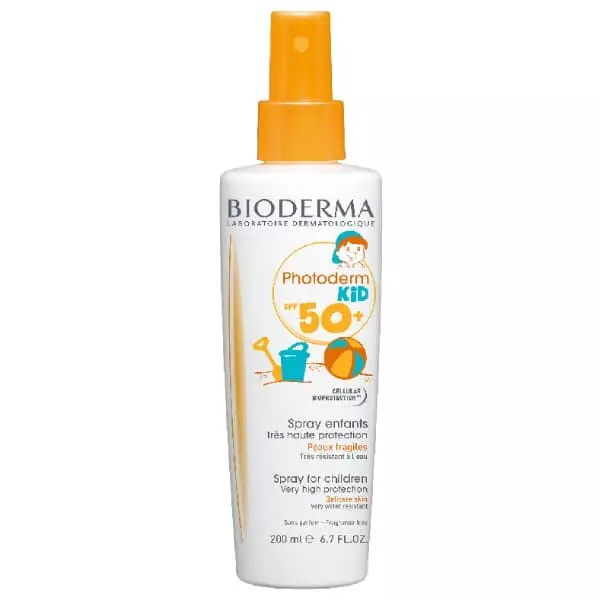 BIODERMA
LABORATOIRE DERMATOLOGIQUE
Photoderm
KID
SPF 50+
CELLULAR
BIOPROTECTION™
Spray enfants
Très haute protection
Peaux fragiles
Très résistant à l'eau
Spray for children
Very high protection
Delicate skin
Very water resistant
Sans parfum - Fragrance free
200 ml e 6.7 FL.OZ.